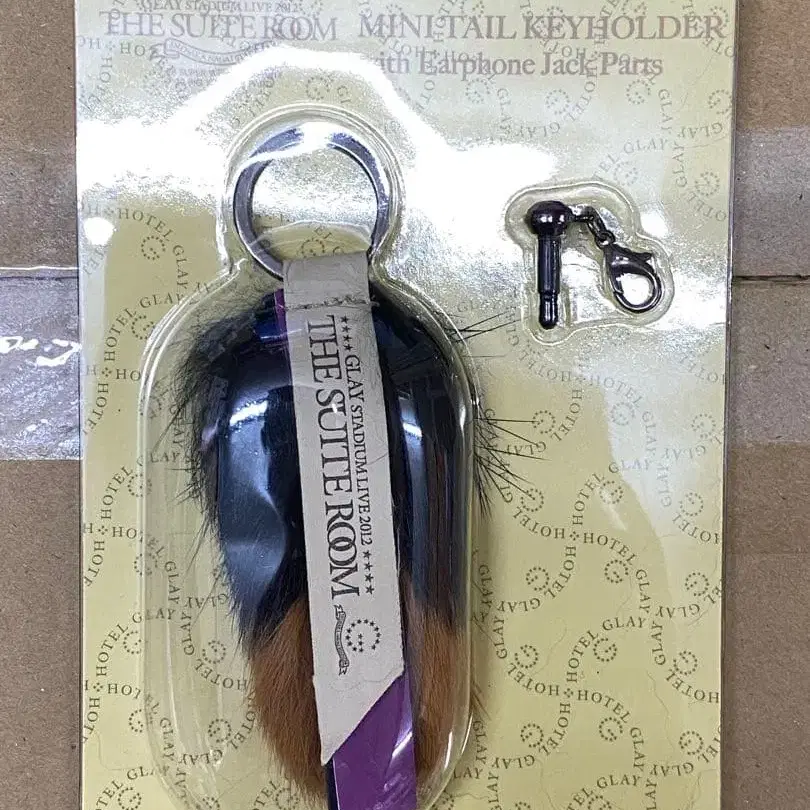 GLAY STADIUM LIVE 2012
THE SUITE ROOM MINI TAIL KEYHOLDER
with Earphone Jack Parts
★★★★ GLAY STADIUM LIVE 2012 ★★★★
THE SUITE ROOM
G
HOTEL GLAY